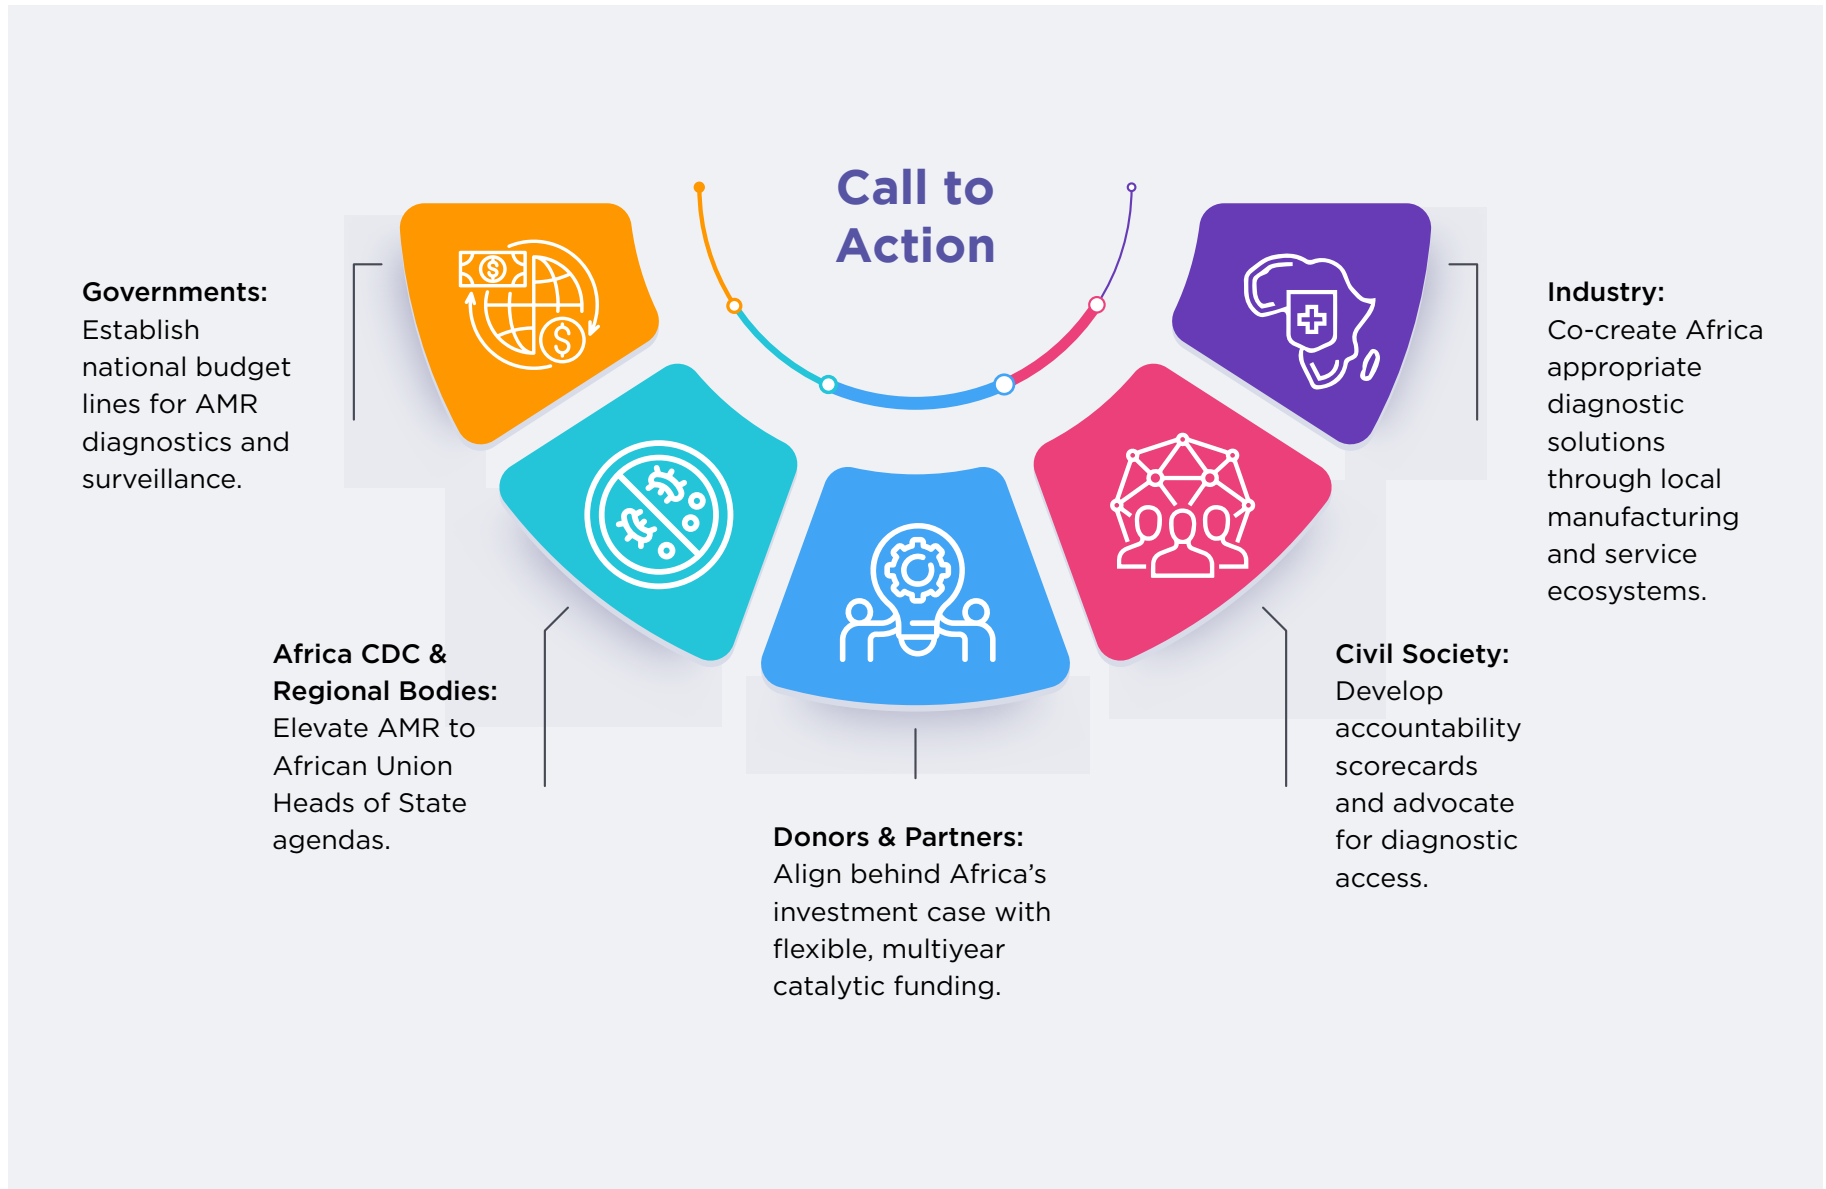 Call to
Action
Governments:
Establish
national budget
lines for AMR
diagnostics and
surveillance.
Africa CDC &
Regional Bodies:
Elevate AMR to
African Union
Heads of State
agendas.
Donors & Partners:
Align behind Africa’s
investment case with
flexible, multiyear
catalytic funding.
Civil Society:
Develop
accountability
scorecards
and advocate
for diagnostic
access.
Industry:
Co-create Africa
appropriate
diagnostic
solutions
through local
manufacturing
and service
ecosystems.